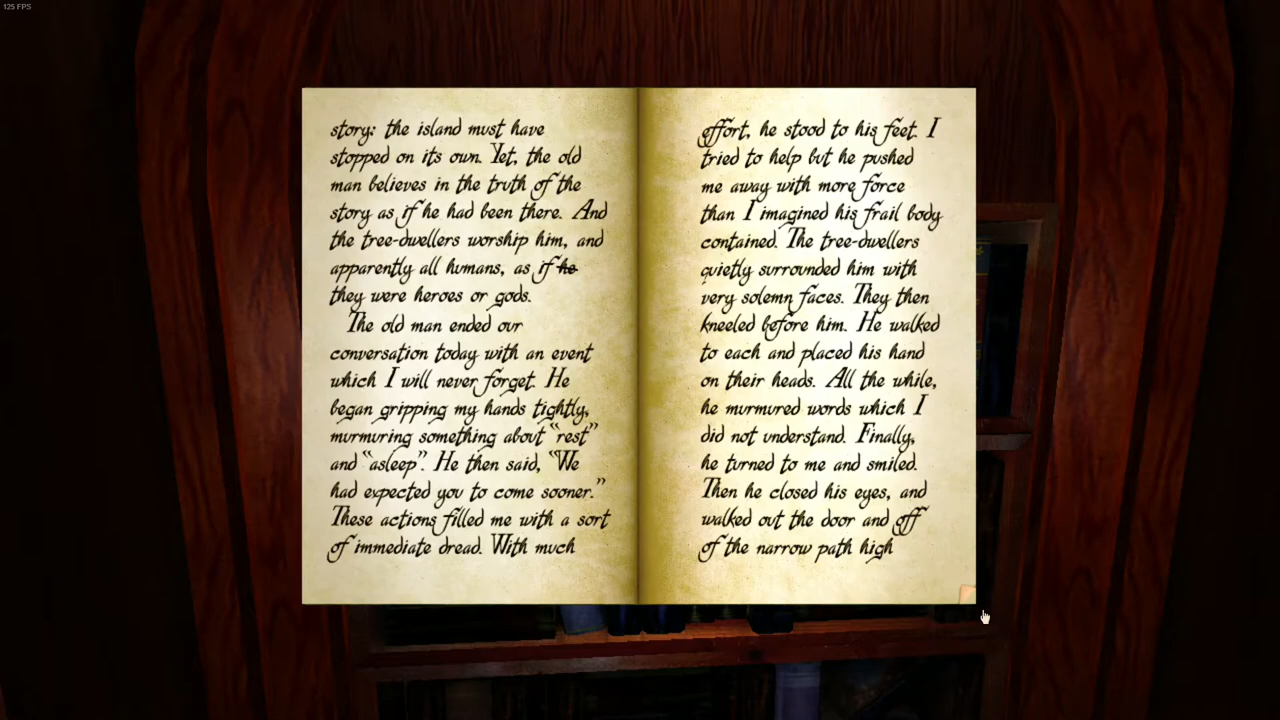 125 FPS
story: the island must have
stopped on its own. Yet, the old
man believes in the truth of the
story as if he had been there. And
the tree-dwellers worship him, and
apparently all humans, as if he
they were heroes or gods.
The old man ended our
conversation today with an event
which I will never forget. He
began gripping my hands tightly,
murmuring something about "rest"
and "asleep". He then said, "We
had expected you to come sooner."
These actions filled me with a sort
of immediate dread. With much
effort, he stood to his feet. I
tried to help but he pushed
me away with more force
than I imagined his frail body
contained. The tree-dwellers
quietly surrounded him with
very solemn faces. They then
kneeled before him. He walked
to each and placed his hand
on their heads. All the while,
he murmured words which I
did not understand. Finally,
he turned to me and smiled.
Then he closed his eyes, and
walked out the door and off
of the narrow path high